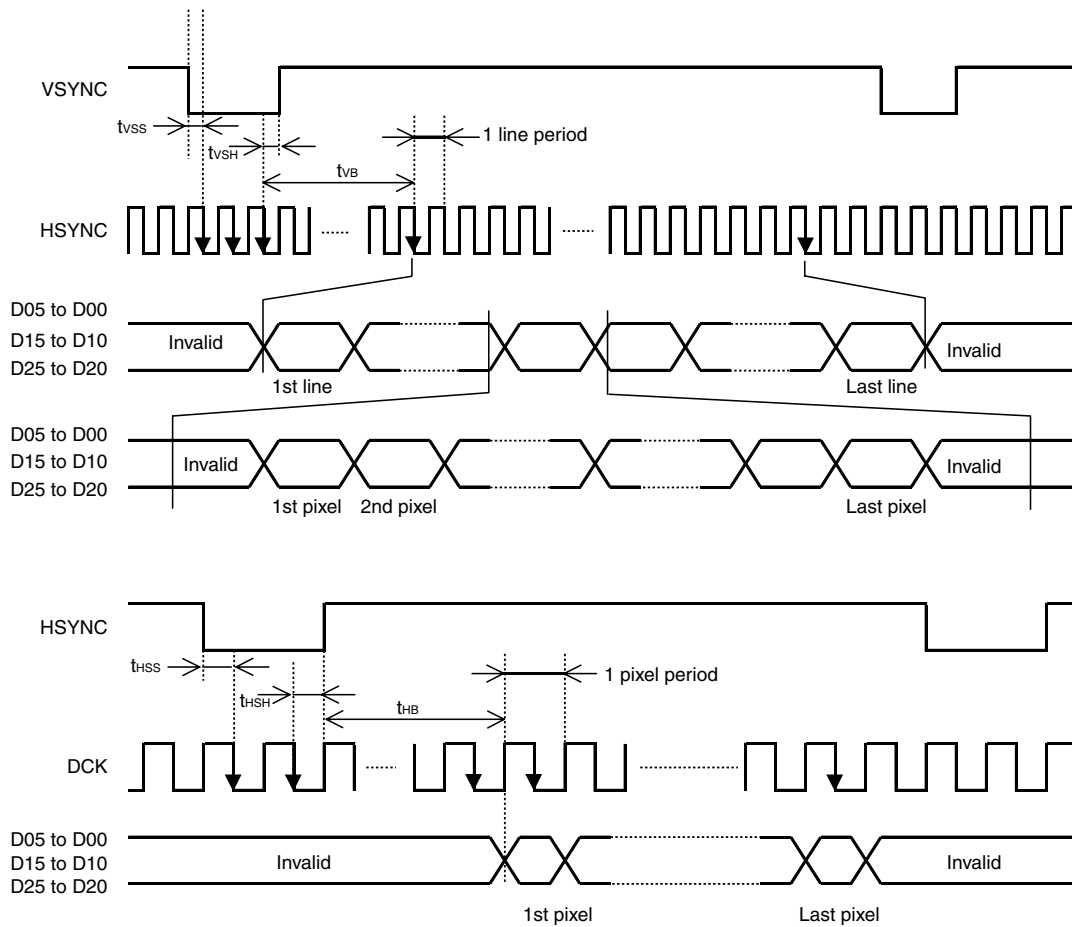 VSYNC
tVSS
tVSH
1 line period
tVB
HSYNC
D05 to D00
D15 to D10
D25 to D20
Invalid
Invalid
1st line
Last line
D05 to D00
D15 to D10
D25 to D20
Invalid
Invalid
1st pixel
2nd pixel
Last pixel
HSYNC
tHSS
tHSH
1 pixel period
tHB
DCK
D05 to D00
D15 to D10
D25 to D20
Invalid
Invalid
1st pixel
Last pixel